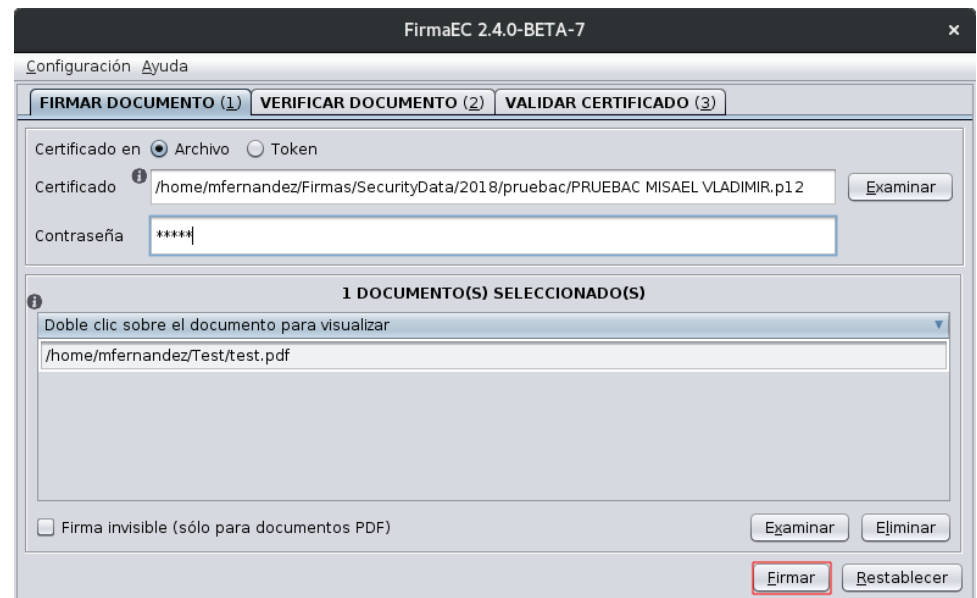 FirmaEC 2.4.0-BETA-7 ×
Configuración Ayuda
FIRMAR DOCUMENTO (1) VERIFICAR DOCUMENTO (2) VALIDAR CERTIFICADO (3)
Certificado en Archivo Token
Certificado /home/mfernandez/Firmas/SecurityData/2018/pruebac/PRUEBAC MISAEL VLADIMIR.p12 Examinar
Contraseña *****
1 DOCUMENTO(S) SELECCIONADO(S)
Doble clic sobre el documento para visualizar
/home/mfernandez/Test/test.pdf
Firma invisible (sólo para documentos PDF) Examinar Eliminar
Firmar Restablecer